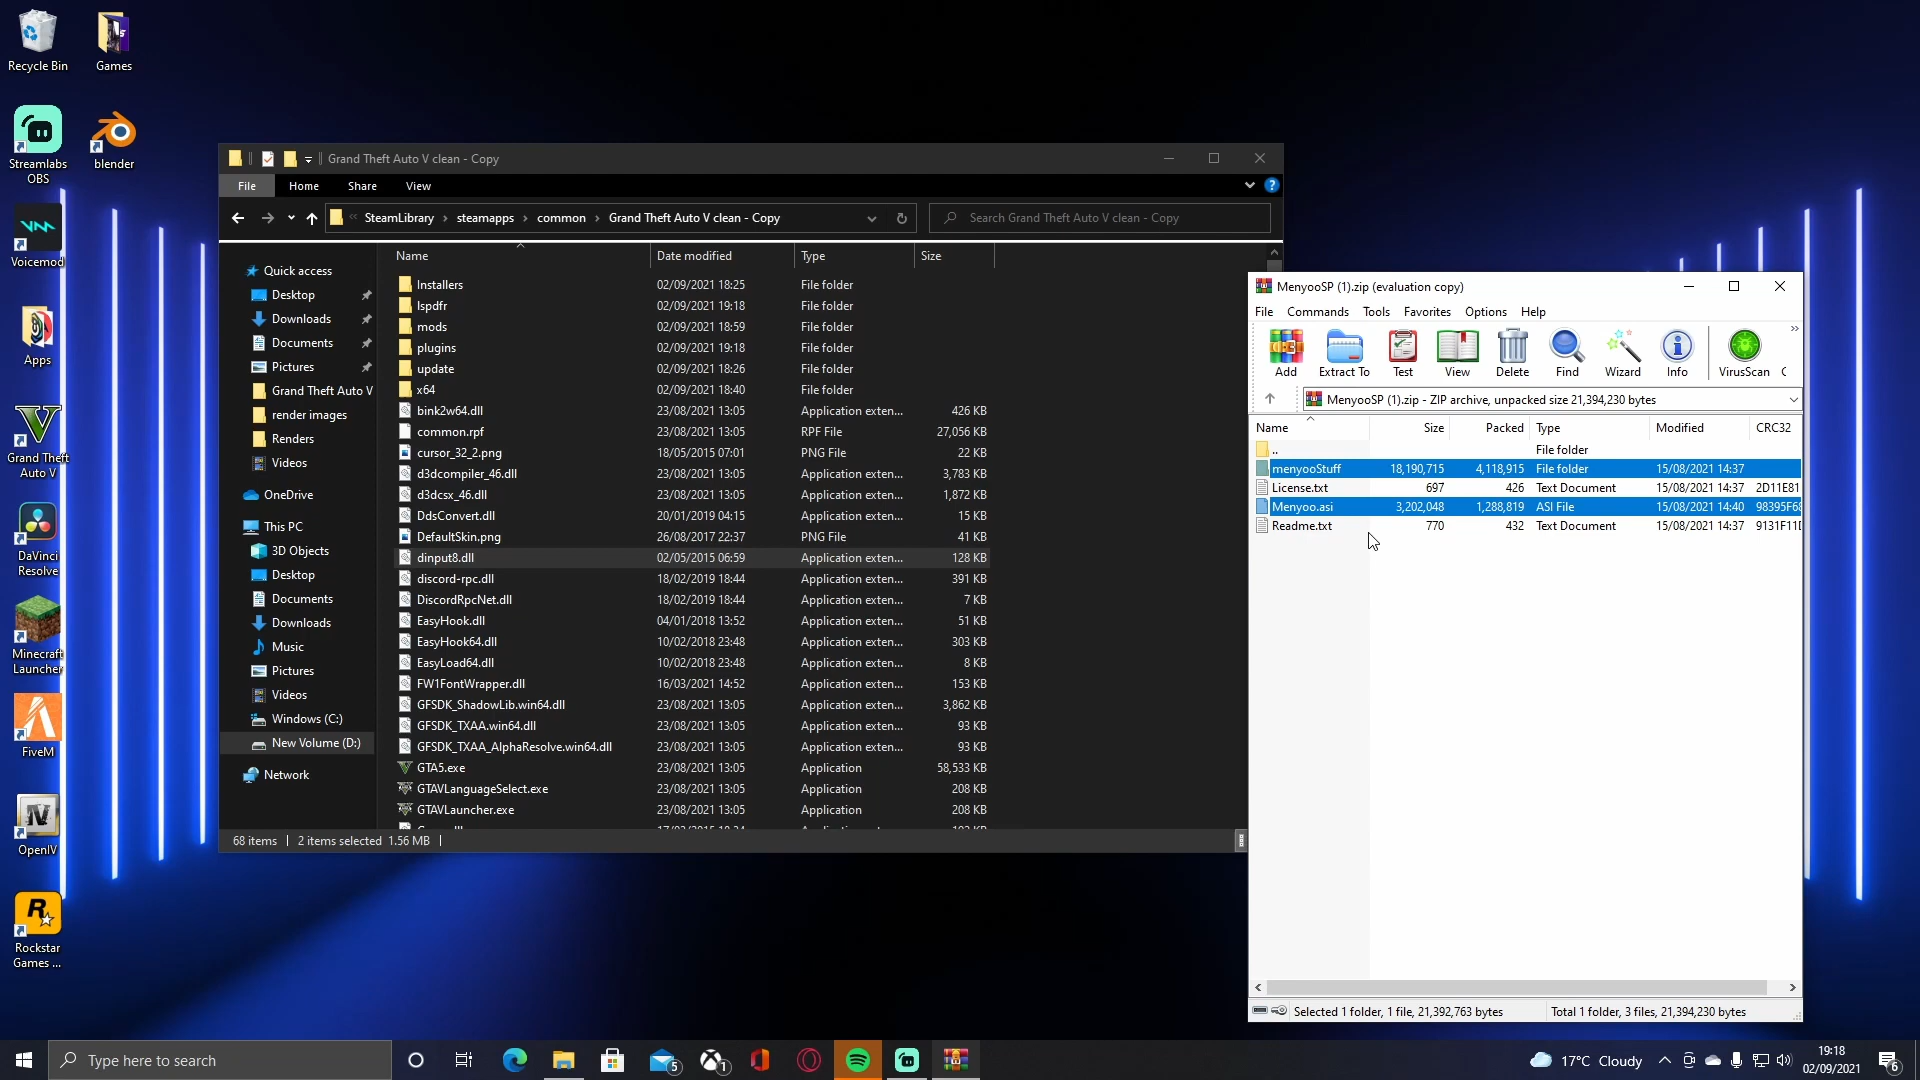 Recycle Bin
Games
Streamlabs
OBS
blender
Voicemod
Apps
Grand Theft
Auto V
DaVinci
Resolve
Minecraft
Launcher
FiveM
OpenIV
Rockstar
Games ...
Grand Theft Auto V clean - Copy
File Home Share View
SteamLibrary steamapps common Grand Theft Auto V clean - Copy
Search Grand Theft Auto V clean - Copy
Quick access
Desktop
Downloads
Documents
Pictures
Grand Theft Auto V
render images
Renders
Videos
OneDrive
This PC
3D Objects
Desktop
Documents
Downloads
Music
Pictures
Videos
Windows (C:)
New Volume (D:)
Network
Name Date modified Type Size
Installers 02/09/2021 18:25 File folder
lspdfr 02/09/2021 19:18 File folder
mods 02/09/2021 18:59 File folder
plugins 02/09/2021 19:18 File folder
update 02/09/2021 18:26 File folder
x64 02/09/2021 18:40 File folder
bink2w64.dll 23/08/2021 13:05 Application exten... 426 KB
common.rpf 23/08/2021 13:05 RPF File 27,056 KB
cursor_32_2.png 18/05/2015 07:01 PNG File 22 KB
d3dcompiler_46.dll 23/08/2021 13:05 Application exten... 3,783 KB
d3dcsx_46.dll 23/08/2021 13:05 Application exten... 1,872 KB
DdsConvert.dll 20/01/2019 04:15 Application exten... 15 KB
DefaultSkin.png 26/08/2017 22:37 PNG File 41 KB
dinput8.dll 02/05/2015 06:59 Application exten... 128 KB
discord-rpc.dll 18/02/2019 18:44 Application exten... 391 KB
DiscordRpcNet.dll 18/02/2019 18:44 Application exten... 7 KB
EasyHook.dll 04/01/2018 13:52 Application exten... 51 KB
EasyHook64.dll 10/02/2018 23:48 Application exten... 303 KB
EasyLoad64.dll 10/02/2018 23:48 Application exten... 8 KB
FW1FontWrapper.dll 16/03/2021 14:52 Application exten... 153 KB
GFSDK_ShadowLib.win64.dll 23/08/2021 13:05 Application exten... 3,862 KB
GFSDK_TXAA.win64.dll 23/08/2021 13:05 Application exten... 93 KB
GFSDK_TXAA_AlphaResolve.win64.dll 23/08/2021 13:05 Application exten... 93 KB
GTA5.exe 23/08/2021 13:05 Application 58,533 KB
GTAVLanguageSelect.exe 23/08/2021 13:05 Application 208 KB
GTAVLauncher.exe 23/08/2021 13:05 Application 208 KB
68 items 2 items selected 1.56 MB
MenyooSP (1).zip (evaluation copy)
File Commands Tools Favorites Options Help
Add Extract To Test View Delete Find Wizard Info VirusScan C
MenyooSP (1).zip - ZIP archive, unpacked size 21,394,230 bytes
Name Size Packed Type Modified CRC32
.. File folder
menyooStuff 18,190,715 4,118,915 File folder 15/08/2021 14:37
License.txt 697 426 Text Document 15/08/2021 14:37 2D11E81
Menyoo.asi 3,202,048 1,288,819 ASI File 15/08/2021 14:40 98395F6
Readme.txt 770 432 Text Document 15/08/2021 14:37 9131F11
Selected 1 folder, 1 file, 21,392,763 bytes
Total 1 folder, 3 files, 21,394,230 bytes
Type here to search
5
1
17°C Cloudy
19:18
02/09/2021
6